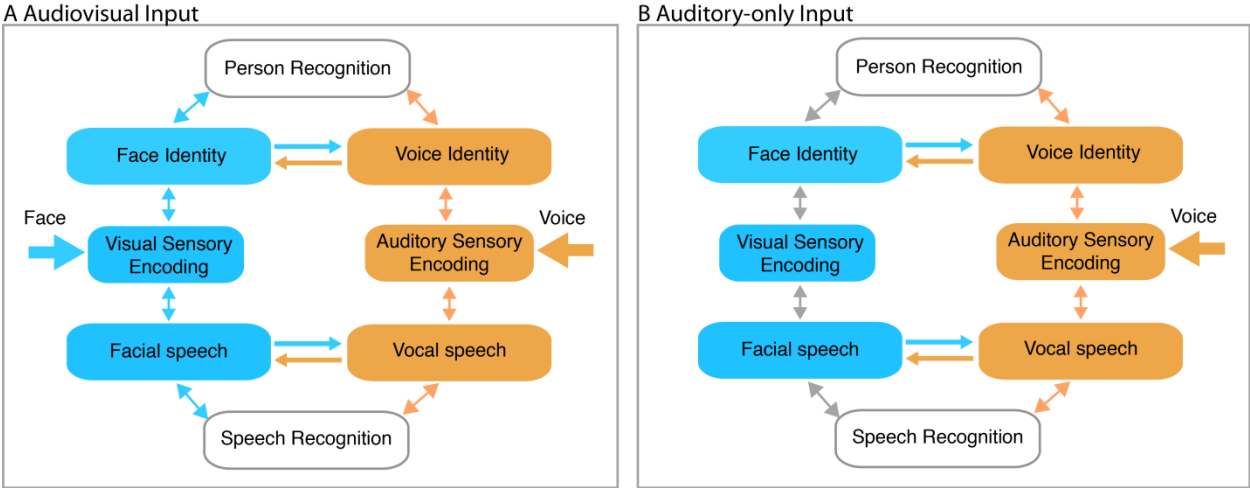 A Audiovisual Input
Person Recognition
Face Identity
Voice Identity
Face
Voice
Visual Sensory
Encoding
Auditory Sensory
Encoding
Facial speech
Vocal speech
Speech Recognition
B Auditory-only Input
Person Recognition
Face Identity
Voice Identity
Voice
Visual Sensory
Encoding
Auditory Sensory
Encoding
Facial speech
Vocal speech
Speech Recognition